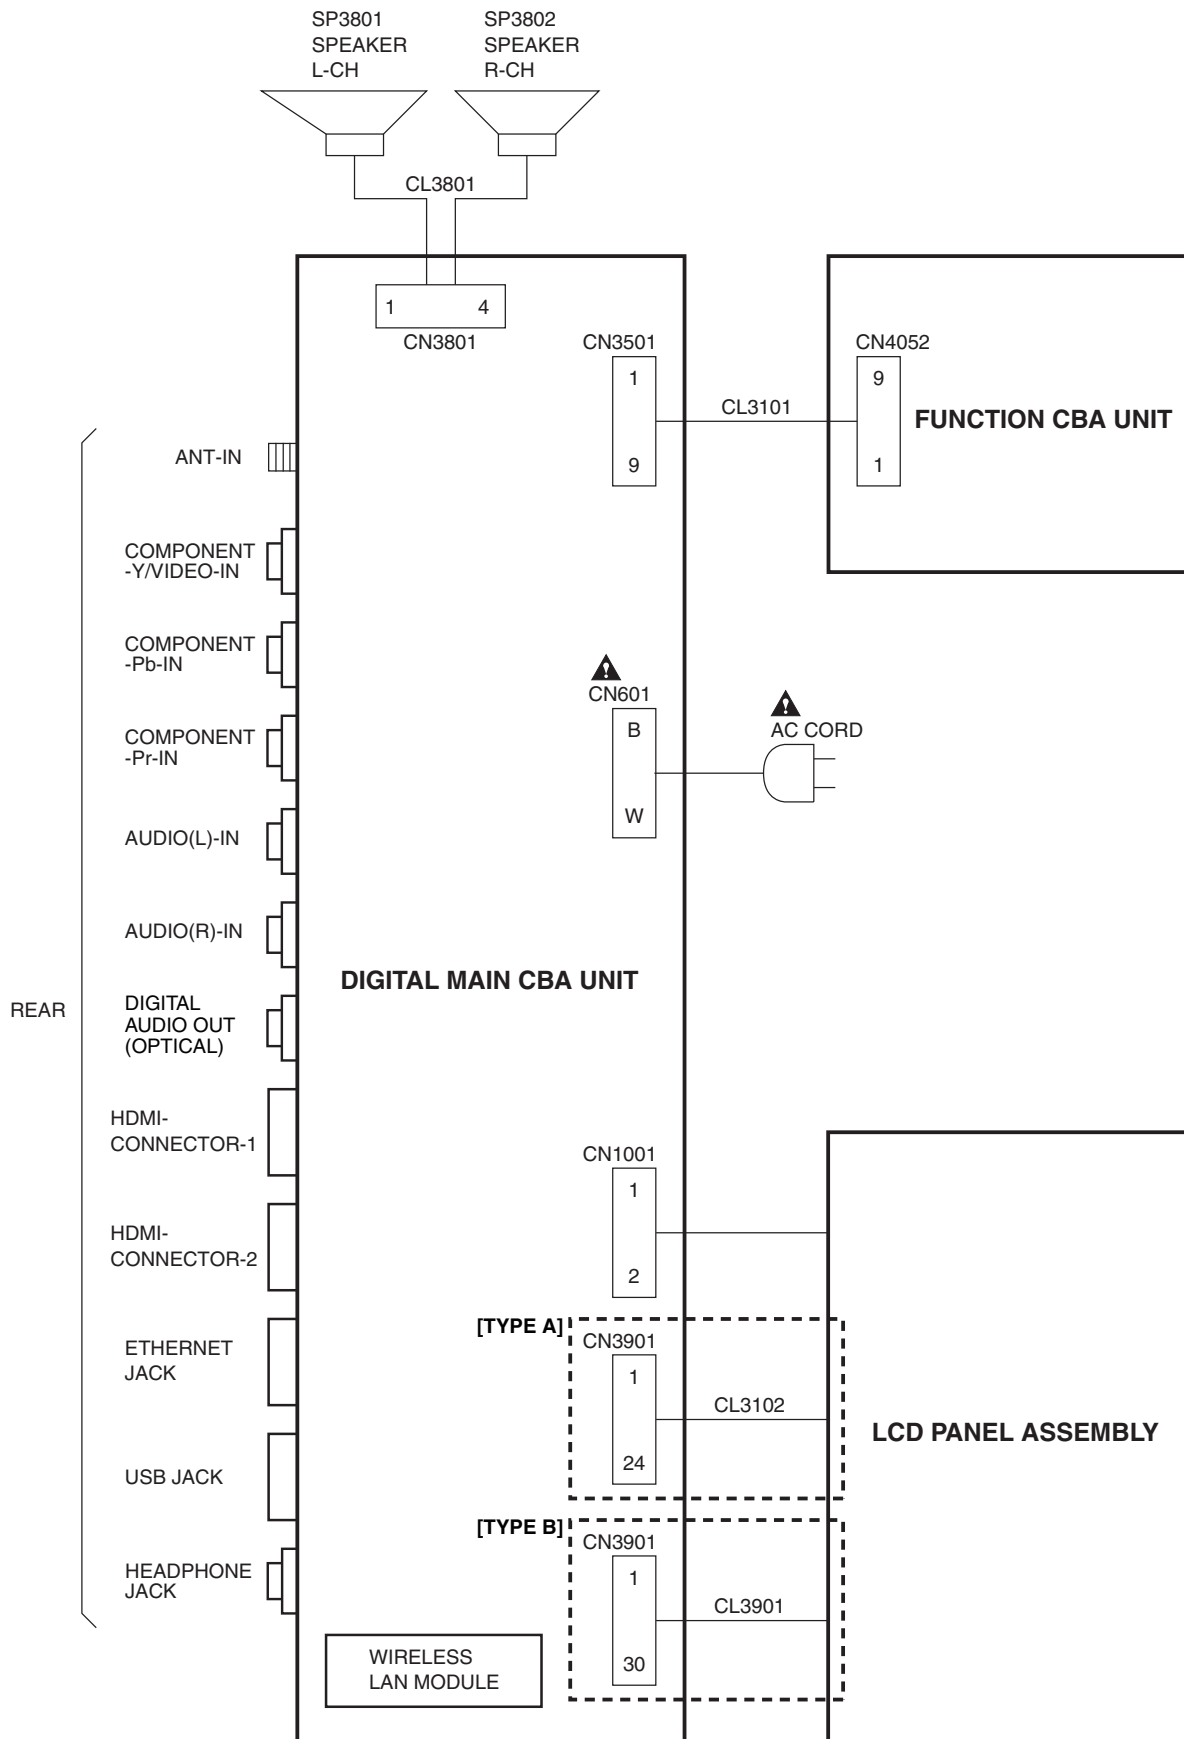 SP3801
SPEAKER
L-CH
SP3802
SPEAKER
R-CH
CL3801
1 4
CN3801
CN3501
1
9
CL3101
CN4052
9
1
FUNCTION CBA UNIT
ANT-IN
COMPONENT
-Y/VIDEO-IN
COMPONENT
-Pb-IN
COMPONENT
-Pr-IN
AUDIO(L)-IN
AUDIO(R)-IN
DIGITAL
AUDIO OUT
(OPTICAL)
HDMI-
CONNECTOR-1
HDMI-
CONNECTOR-2
ETHERNET
JACK
USB JACK
HEADPHONE
JACK
REAR
CN601
B
W
AC CORD
DIGITAL MAIN CBA UNIT
CN1001
1
2
[TYPE A]
CN3901
1
24
CL3102
LCD PANEL ASSEMBLY
[TYPE B]
CN3901
1
30
CL3901
WIRELESS
LAN MODULE